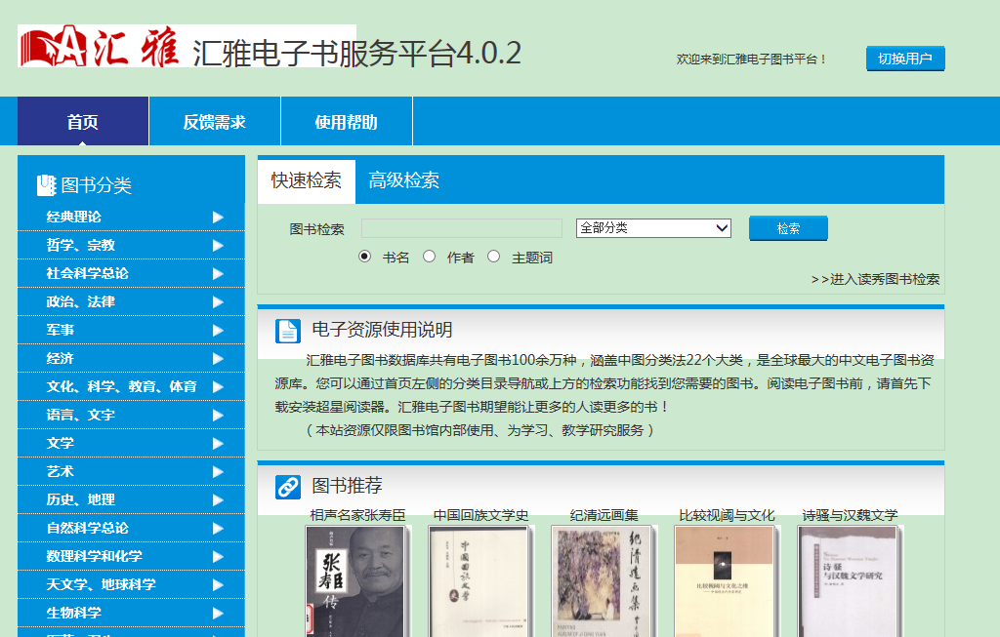 汇雅 汇雅电子书服务平台4.0.2
欢迎来到汇雅电子图书平台！ 切换用户
首页 反馈需求 使用帮助
图书分类
经典理论
哲学、宗教
社会科学总论
政治、法律
军事
经济
文化、科学、教育、体育
语言、文字
文学
艺术
历史、地理
自然科学总论
数理科学和化学
天文学、地球科学
生物科学
快速检索 高级检索
图书检索 全部分类 检索
书名 作者 主题词
>>进入读秀图书检索
电子资源使用说明
汇雅电子图书数据库共有电子图书100余万种，涵盖中图分类法22个大类，是全球最大的中文电子图书资
源库。您可以通过首页左侧的分类目录导航或上方的检索功能找到您需要的图书。阅读电子图书前，请首先下
载安装超星阅读器。汇雅电子图书期望能让更多的人读更多的书！
（本站资源仅限图书馆内部使用、为学习、教学研究服务）
图书推荐
相声名家张寿臣 中国回族文学史 纪清远画集 比较视阈与文化 诗骚与汉魏文学
张寿臣
传
中国回族文学
史
纪清远画集
比较视阈与文化之维
诗骚
与汉魏文学研究